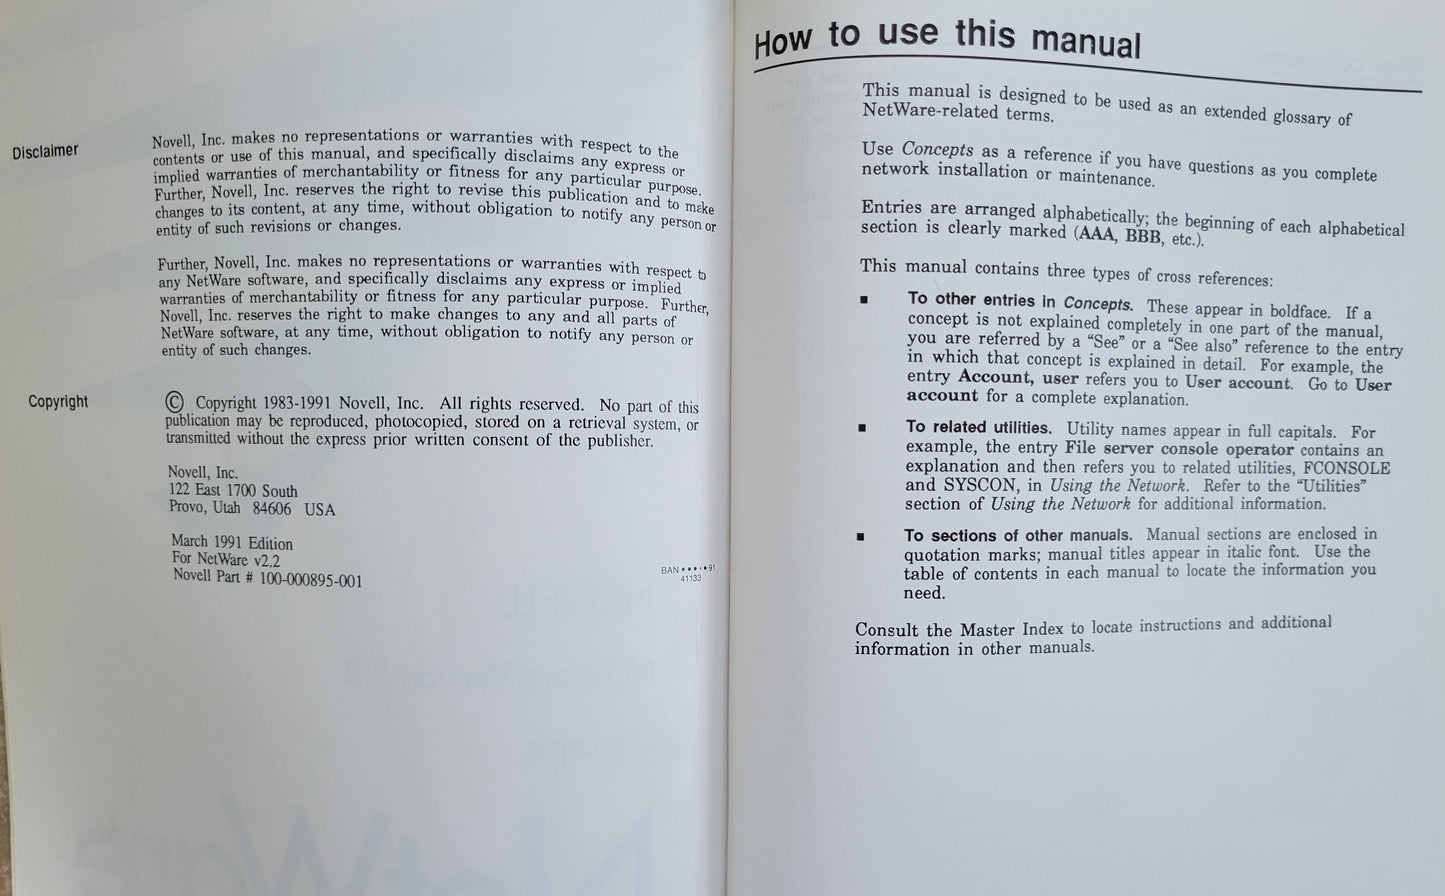 Disclaimer
Novell, Inc. makes no representations or warranties with respect to the
contents or use of this manual, and specifically disclaims any express or
implied warranties of merchantability or fitness for any particular purpose.
Further, Novell, Inc. reserves the right to revise this publication and to make
changes to its content, at any time, without obligation to notify any person or
entity of such revisions or changes.
Further, Novell, Inc. makes no representations or warranties with respect to
any NetWare software, and specifically disclaims any express or implied
warranties of merchantability or fitness for any particular purpose. Further,
Novell, Inc. reserves the right to make changes to any and all parts of
NetWare software, at any time, without obligation to notify any person or
entity of such changes.
Copyright
© Copyright 1983-1991 Novell, Inc. All rights reserved. No part of this
publication may be reproduced, photocopied, stored on a retrieval system, or
transmitted without the express prior written consent of the publisher.
Novell, Inc.
122 East 1700 South
Provo, Utah 84606 USA
March 1991 Edition
For NetWare v2.2
Novell Part # 100-000895-001
BAN ••••91
41133
How to use this manual
This manual is designed to be used as an extended glossary of
NetWare-related terms.
Use Concepts as a reference if you have questions as you complete
network installation or maintenance.
Entries are arranged alphabetically; the beginning of each alphabetical
section is clearly marked (AAA, BBB, etc.).
This manual contains three types of cross references:
■ To other entries in Concepts. These appear in boldface. If a
concept is not explained completely in one part of the manual,
you are referred by a “See” or a “See also” reference to the entry
in which that concept is explained in detail. For example, the
entry Account, user refers you to User account. Go to User
account for a complete explanation.
■ To related utilities. Utility names appear in full capitals. For
example, the entry File server console operator contains an
explanation and then refers you to related utilities, FCONSOLE
and SYSCON, in Using the Network. Refer to the “Utilities”
section of Using the Network for additional information.
■ To sections of other manuals. Manual sections are enclosed in
quotation marks; manual titles appear in italic font. Use the
table of contents in each manual to locate the information you
need.
Consult the Master Index to locate instructions and additional
information in other manuals.